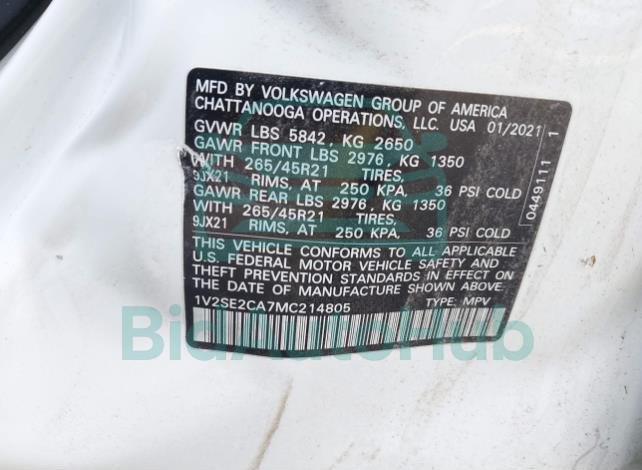 MFD BY VOLKSWAGEN GROUP OF AMERICA
CHATTANOOGA OPERATIONS, LLC. USA 01/2021
GVWR LBS 5842, KG 2650
GAWR FRONT LBS 2976, KG 1350
WITH 265/45R21 TIRES,
9JX21 RIMS, AT 250 KPA, 36 PSI COLD
GAWR REAR LBS 2976, KG 1350
WITH 265/45R21 TIRES,
9JX21 RIMS, AT 250 KPA, 36 PSI COLD
THIS VEHICLE CONFORMS TO ALL APPLICABLE
U.S. FEDERAL MOTOR VEHICLE SAFETY AND
THEFT PREVENTION STANDARDS IN EFFECT ON
THE DATE OF MANUFACTURE SHOWN ABOVE.
1V2SE2CA7MC214805 TYPE: MPV
O449111 1
BidAutoHub